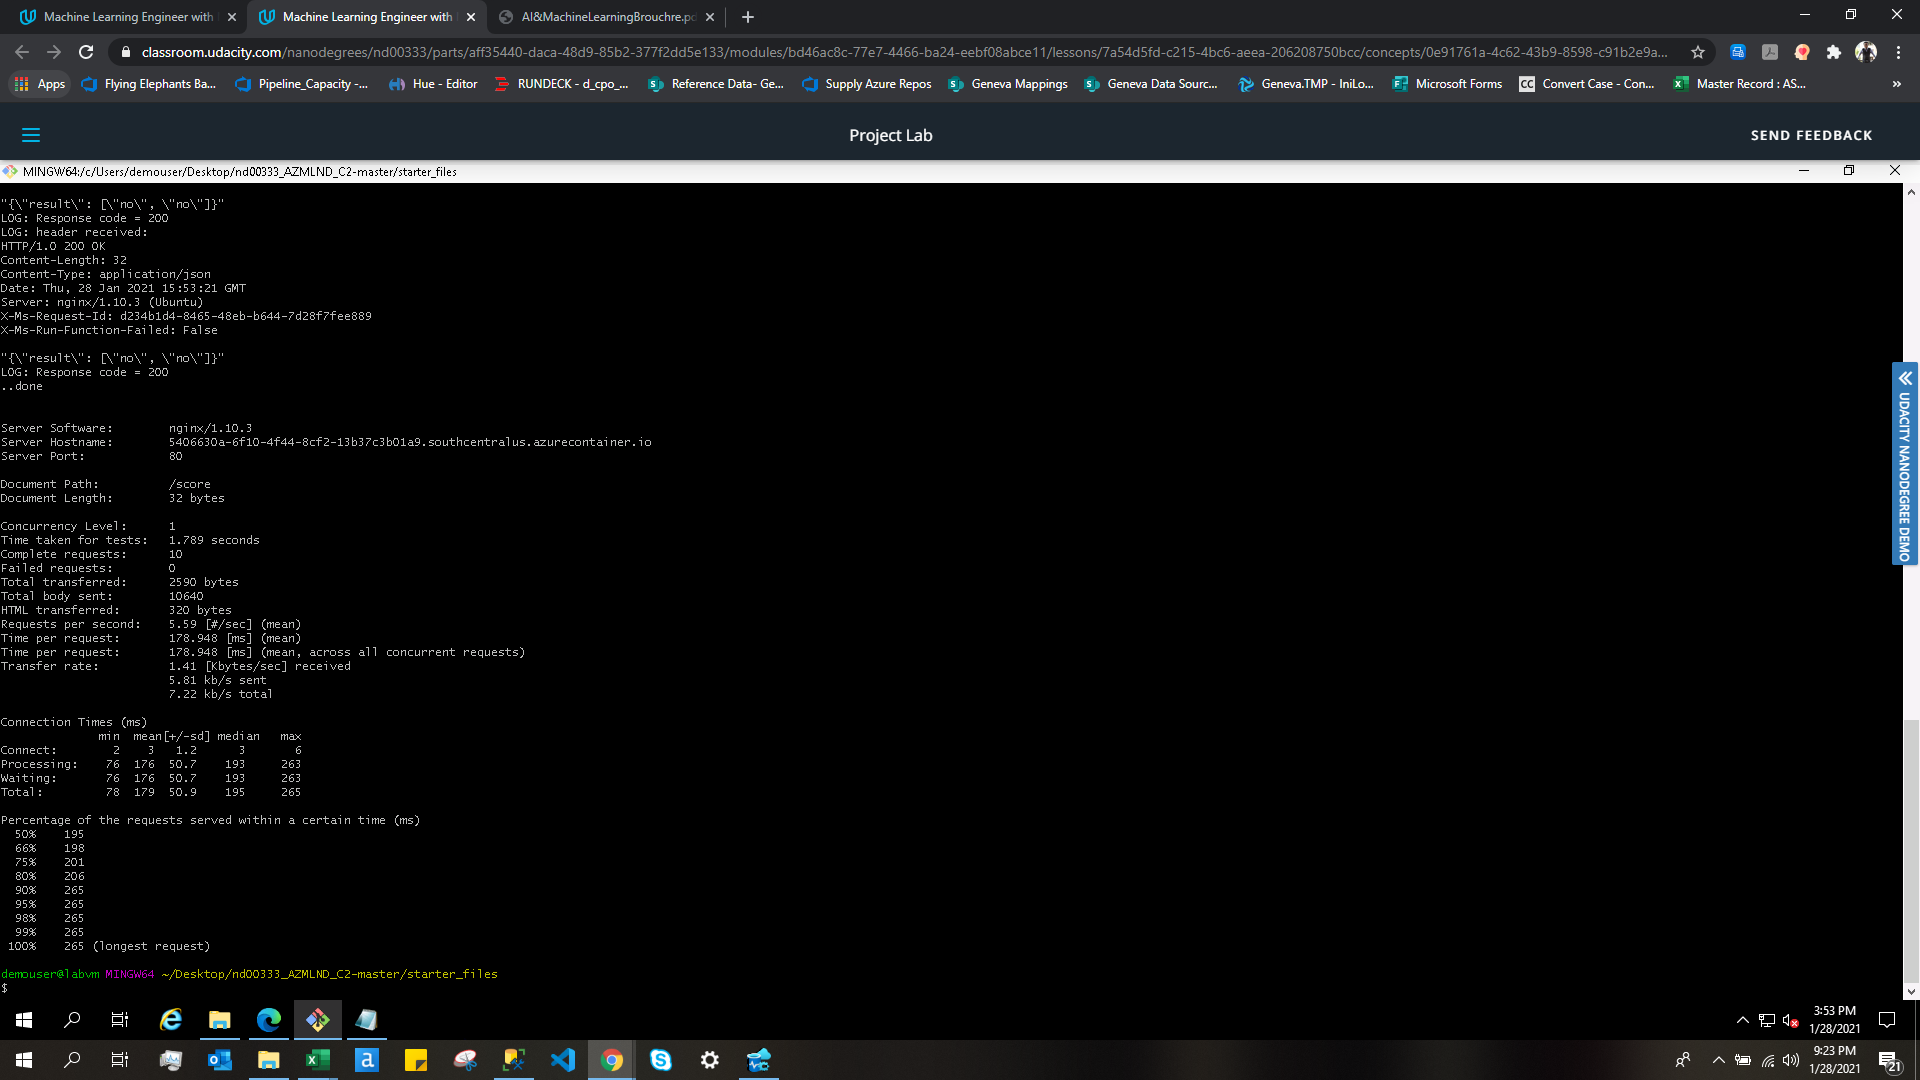 Machine Learning Engineer with
Machine Learning Engineer with
AI&MachineLearningBrouchre.pd
classroom.udacity.com/nanodegrees/nd00333/parts/aff35440-daca-48d9-85b2-377f2dd5e133/modules/bd46ac8c-77e7-4466-ba24-eebf08abce11/lessons/7a54d5fd-c215-4bc6-aeea-206208750bcc/concepts/0e91761a-4c62-43b9-8598-c91b2e9a...
Apps Flying Elephants Ba... Pipeline_Capacity -... Hue - Editor RUNDECK - d_cpo_... Reference Data- Ge... Supply Azure Repos Geneva Mappings Geneva Data Sourc... Geneva.TMP - IniLo... Microsoft Forms CC Convert Case - Con... Master Record : AS... »
Project Lab
SEND FEEDBACK
MINGW64:/c/Users/demouser/Desktop/nd00333_AZMLND_C2-master/starter_files
"{\"result\": [\"no\", \"no\"]}"
LOG: Response code = 200
LOG: header received:
HTTP/1.0 200 OK
Content-Length: 32
Content-Type: application/json
Date: Thu, 28 Jan 2021 15:53:21 GMT
Server: nginx/1.10.3 (Ubuntu)
X-Ms-Request-Id: d234b1d4-8465-48eb-b644-7d28f7fee889
X-Ms-Run-Function-Failed: False
"{\"result\": [\"no\", \"no\"]}"
LOG: Response code = 200
..done
Server Software: nginx/1.10.3
Server Hostname: 5406630a-6f10-4f44-8cf2-13b37c3b01a9.southcentralus.azurecontainer.io
Server Port: 80
Document Path: /score
Document Length: 32 bytes
Concurrency Level: 1
Time taken for tests: 1.789 seconds
Complete requests: 10
Failed requests: 0
Total transferred: 2590 bytes
Total body sent: 10640
HTML transferred: 320 bytes
Requests per second: 5.59 [#/sec] (mean)
Time per request: 178.948 [ms] (mean)
Time per request: 178.948 [ms] (mean, across all concurrent requests)
Transfer rate: 1.41 [Kbytes/sec] received
5.81 kb/s sent
7.22 kb/s total
Connection Times (ms)
min mean[+/-sd] median max
Connect: 2 3 1.2 3 6
Processing: 76 176 50.7 193 263
Waiting: 76 176 50.7 193 263
Total: 78 179 50.9 195 265
Percentage of the requests served within a certain time (ms)
50% 195
66% 198
75% 201
80% 206
90% 265
95% 265
98% 265
99% 265
100% 265 (longest request)
demouser@labvm MINGW64 ~/Desktop/nd00333_AZMLND_C2-master/starter_files
$
UDACITY NANODEGREE DEMO
3:53 PM
1/28/2021
9:23 PM
1/28/2021
21